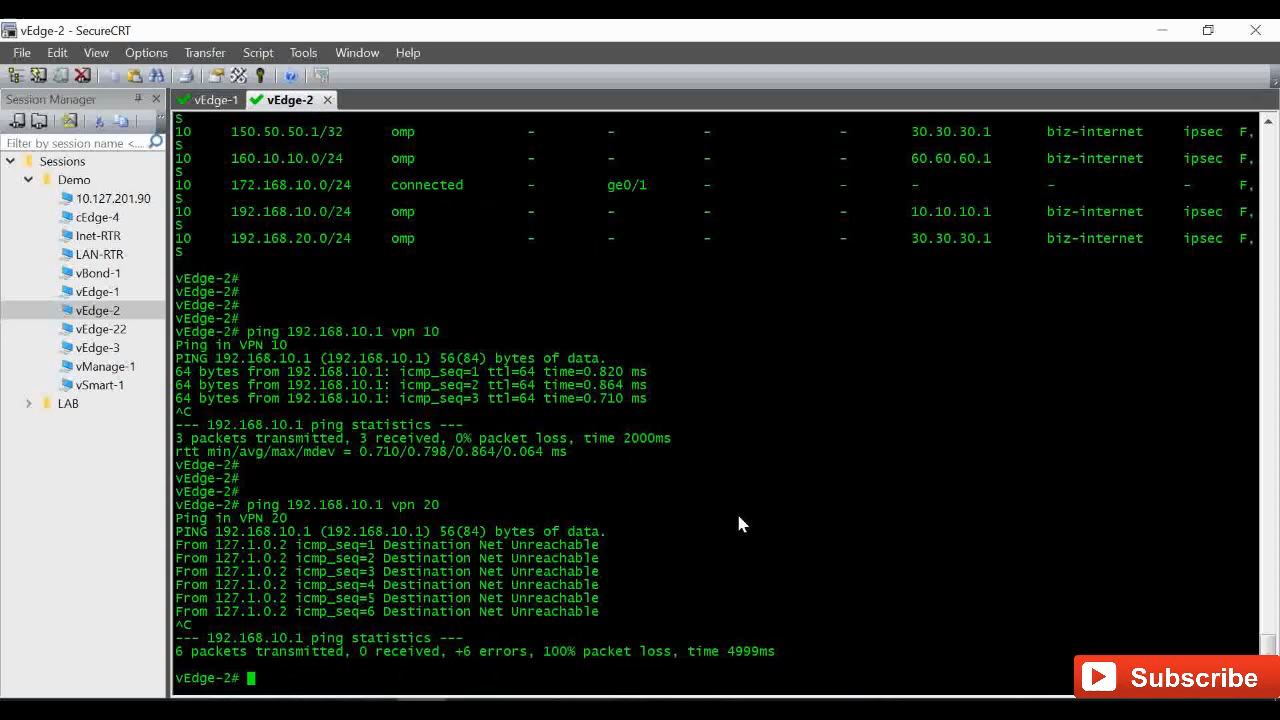 vEdge-2 - SecureCRT
File Edit View Options Transfer Script Tools Window Help
Session Manager
vEdge-1 vEdge-2
Filter by session name <...
Sessions
Demo
10.127.201.90
cEdge-4
Inet-RTR
LAN-RTR
vBond-1
vEdge-1
vEdge-2
vEdge-22
vEdge-3
vManage-1
vSmart-1
LAB
S
10 150.50.50.1/32 omp - - - - 30.30.30.1 biz-internet ipsec F,
S
10 160.10.10.0/24 omp - - - - 60.60.60.1 biz-internet ipsec F,
S
10 172.168.10.0/24 connected - ge0/1 - - - - - F,
S
10 192.168.10.0/24 omp - - - - 10.10.10.1 biz-internet ipsec F,
S
10 192.168.20.0/24 omp - - - - 30.30.30.1 biz-internet ipsec F,
S
vEdge-2#
vEdge-2#
vEdge-2#
vEdge-2#
vEdge-2# ping 192.168.10.1 vpn 10
Ping in VPN 10
PING 192.168.10.1 (192.168.10.1) 56(84) bytes of data.
64 bytes from 192.168.10.1: icmp_seq=1 ttl=64 time=0.820 ms
64 bytes from 192.168.10.1: icmp_seq=2 ttl=64 time=0.864 ms
64 bytes from 192.168.10.1: icmp_seq=3 ttl=64 time=0.710 ms
^C
--- 192.168.10.1 ping statistics ---
3 packets transmitted, 3 received, 0% packet loss, time 2000ms
rtt min/avg/max/mdev = 0.710/0.798/0.864/0.064 ms
vEdge-2#
vEdge-2#
vEdge-2#
vEdge-2# ping 192.168.10.1 vpn 20
Ping in VPN 20
PING 192.168.10.1 (192.168.10.1) 56(84) bytes of data.
From 127.1.0.2 icmp_seq=1 Destination Net Unreachable
From 127.1.0.2 icmp_seq=2 Destination Net Unreachable
From 127.1.0.2 icmp_seq=3 Destination Net Unreachable
From 127.1.0.2 icmp_seq=4 Destination Net Unreachable
From 127.1.0.2 icmp_seq=5 Destination Net Unreachable
From 127.1.0.2 icmp_seq=6 Destination Net Unreachable
^C
--- 192.168.10.1 ping statistics ---
6 packets transmitted, 0 received, +6 errors, 100% packet loss, time 4999ms
vEdge-2#
Subscribe